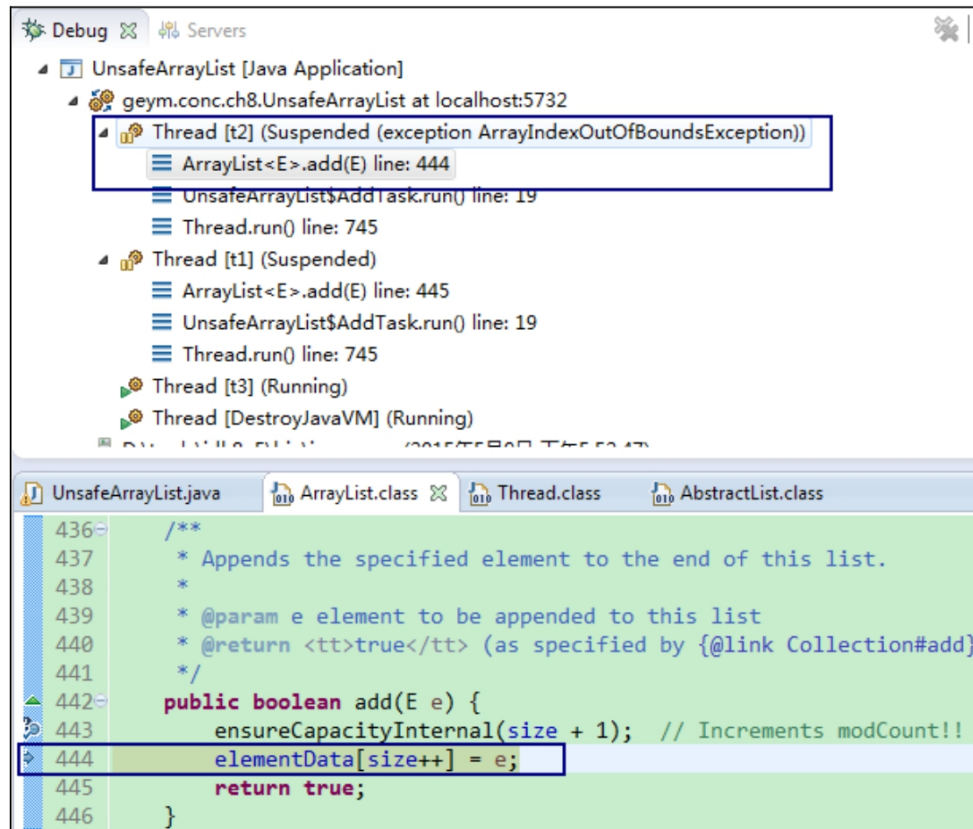 Debug Servers
UnsafeArrayList [Java Application]
geym.conc.ch8.UnsafeArrayList at localhost:5732
Thread [t2] (Suspended (exception ArrayIndexOutOfBoundsException))
ArrayList<E>.add(E) line: 444
UnsafeArrayList$AddTask.run() line: 19
Thread.run() line: 745
Thread [t1] (Suspended)
ArrayList<E>.add(E) line: 445
UnsafeArrayList$AddTask.run() line: 19
Thread.run() line: 745
Thread [t3] (Running)
Thread [DestroyJavaVM] (Running)
UnsafeArrayList.java ArrayList.class Thread.class AbstractList.class
436 /**
437 * Appends the specified element to the end of this list.
438 *
439 * @param e element to be appended to this list
440 * @return <tt>true</tt> (as specified by {@link Collection#add}
441 */
442 public boolean add(E e) {
443 ensureCapacityInternal(size + 1); // Increments modCount!!
444 elementData[size++] = e;
445 return true;
446 }